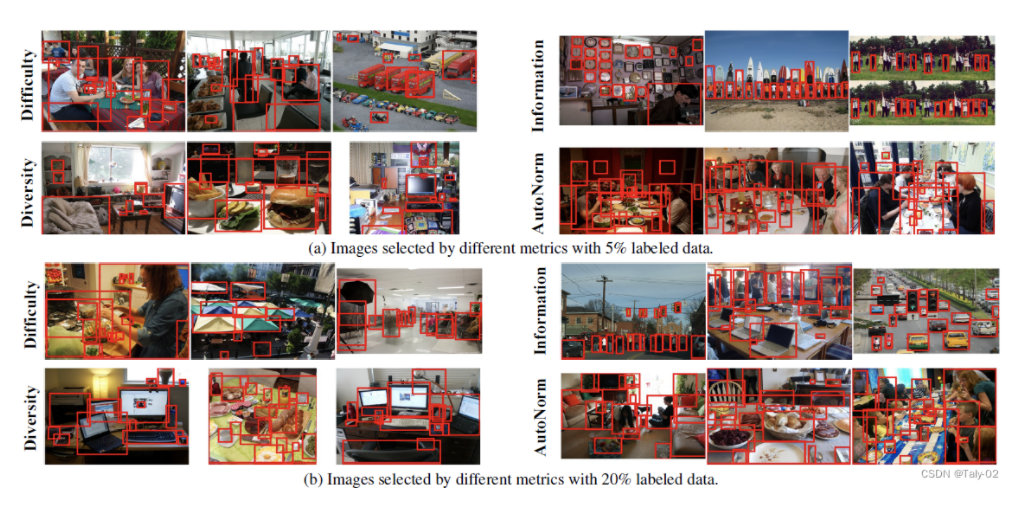 Difficulty
Information
Diversity
AutoNorm
(a) Images selected by different metrics with 5% labeled data.
Difficulty
Information
Diversity
AutoNorm
CSDN @Taly-02
(b) Images selected by different metrics with 20% labeled data.